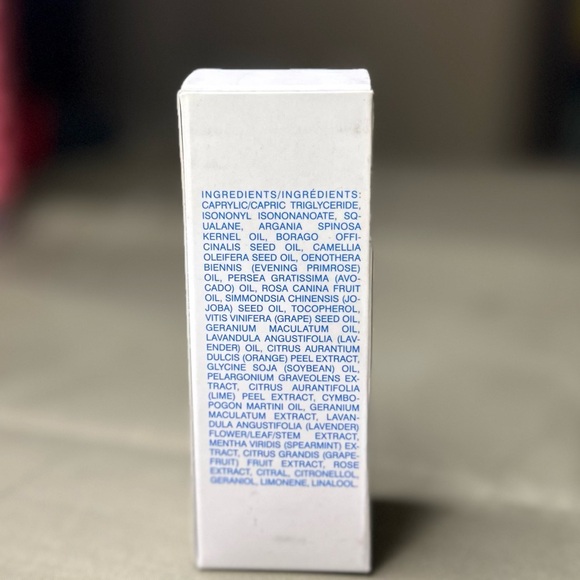 INGREDIENTS/INGRÉDIENTS:
CAPRYLIC/CAPRIC TRIGLYCERIDE,
ISONONYL ISONONANOATE, SQ-
UALANE, ARGANIA SPINOSA
KERNEL OIL, BORAGO OFFI-
CINALIS SEED OIL, CAMELLIA
OLEIFERA SEED OIL, OENOTHERA
BIENNIS (EVENING PRIMROSE)
OIL, PERSEA GRATISSIMA (AVO-
CADO) OIL, ROSA CANINA FRUIT
OIL, SIMMONDSIA CHINENSIS (JO-
JOBA) SEED OIL, TOCOPHEROL,
VITIS VINIFERA (GRAPE) SEED OIL,
GERANIUM MACULATUM OIL,
LAVANDULA ANGUSTIFOLIA (LAV-
ENDER) OIL, CITRUS AURANTIUM
DULCIS (ORANGE) PEEL EXTRACT,
GLYCINE SOJA (SOYBEAN) OIL,
PELARGONIUM GRAVEOLENS EX-
TRACT, CITRUS AURANTIFOLIA
(LIME) PEEL EXTRACT, CYMBO-
POGON MARTINI OIL, GERANIUM
MACULATUM EXTRACT, LAVAN-
DULA ANGUSTIFOLIA (LAVENDER)
FLOWER/LEAF/STEM EXTRACT,
MENTHA VIRIDIS (SPEARMINT) EX-
TRACT, CITRUS GRANDIS (GRAPE-
FRUIT) FRUIT EXTRACT, ROSE
EXTRACT, CITRAL, CITRONELLOL,
GERANIOL, LIMONENE, LINALOOL.